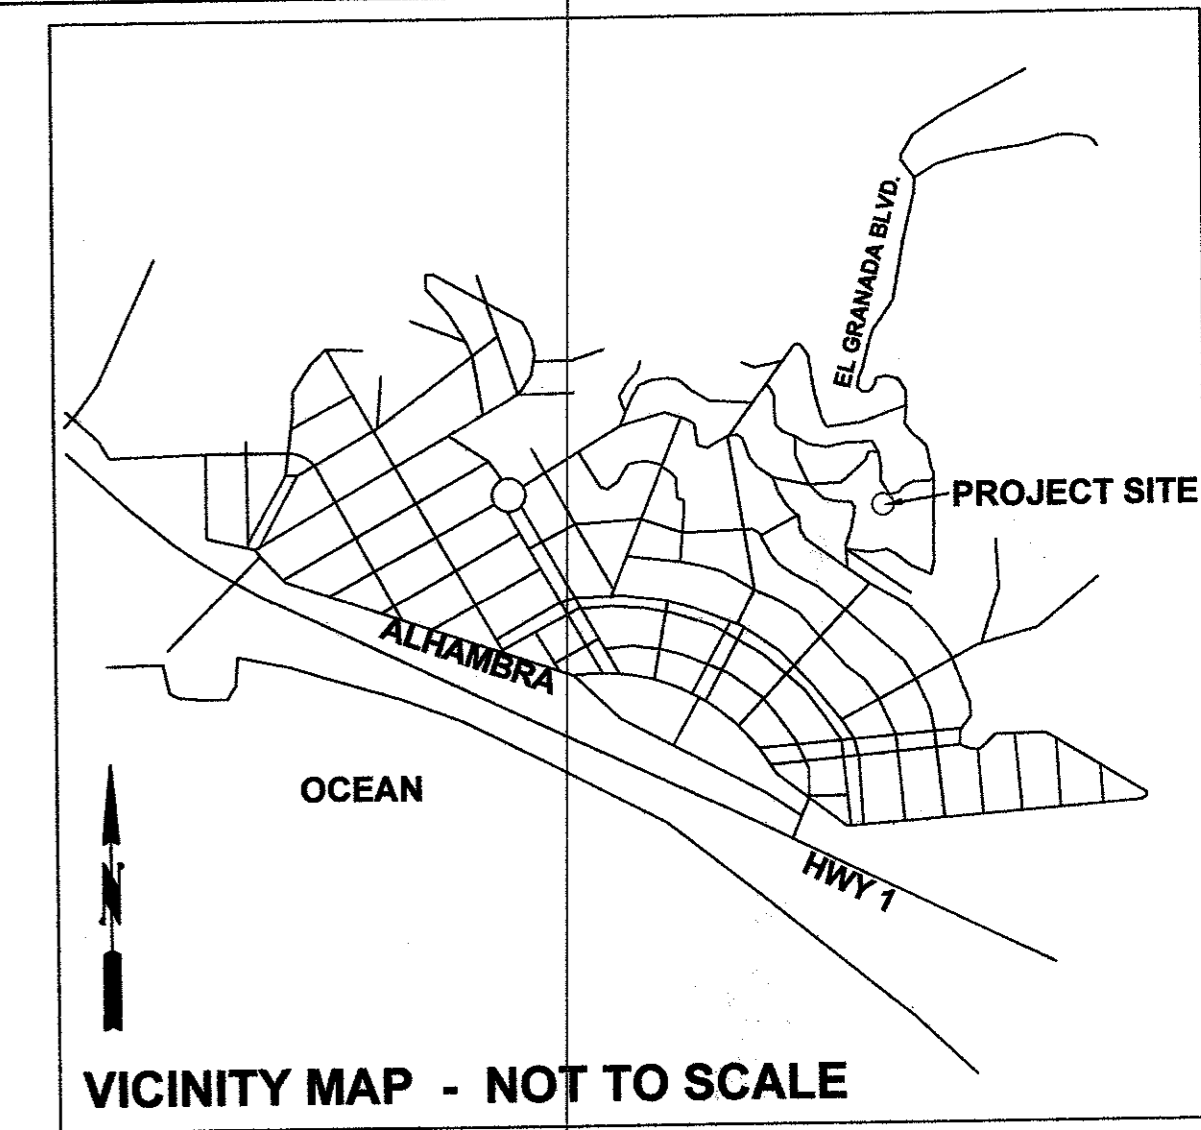 EL GRANADA BLVD.
PROJECT SITE
ALHAMBRA
OCEAN
HWY 1
N
VICINITY MAP - NOT TO SCALE